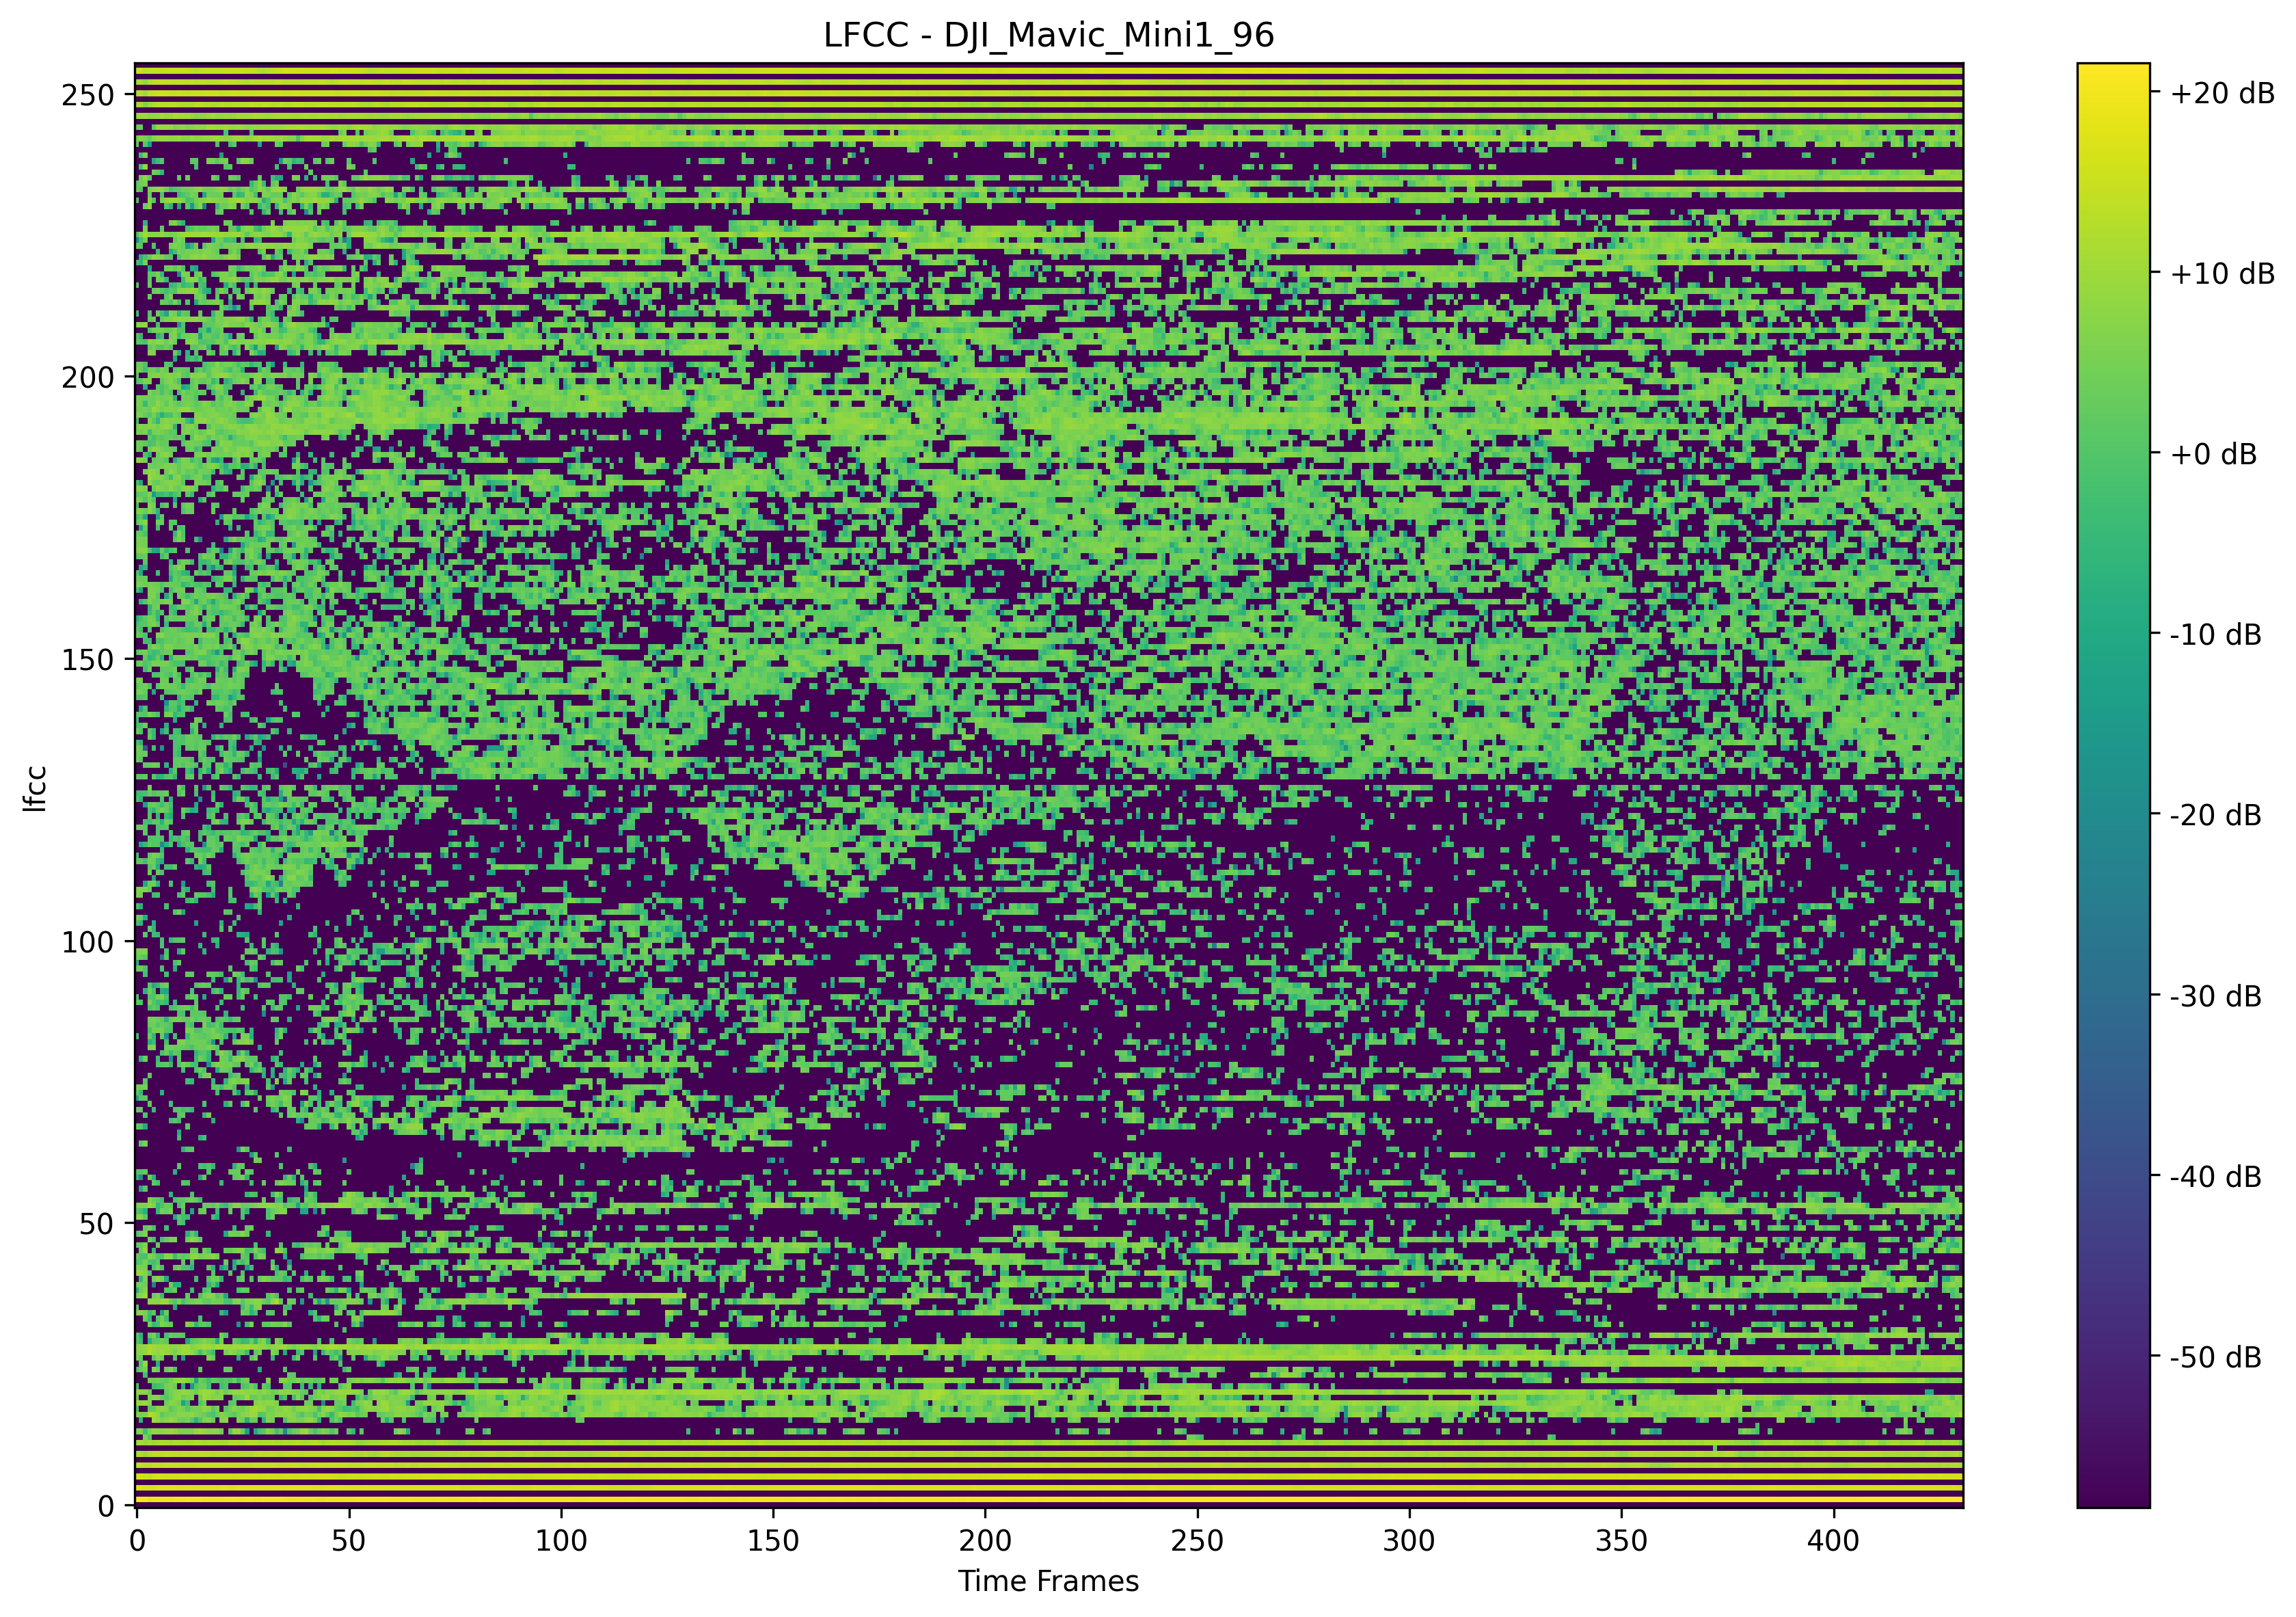 LFCC - DJI_Mavic_Mini1_96
250
200
150
100
50
0
lfcc
0 50 100 150 200 250 300 350 400
Time Frames
+20 dB
+10 dB
+0 dB
-10 dB
-20 dB
-30 dB
-40 dB
-50 dB